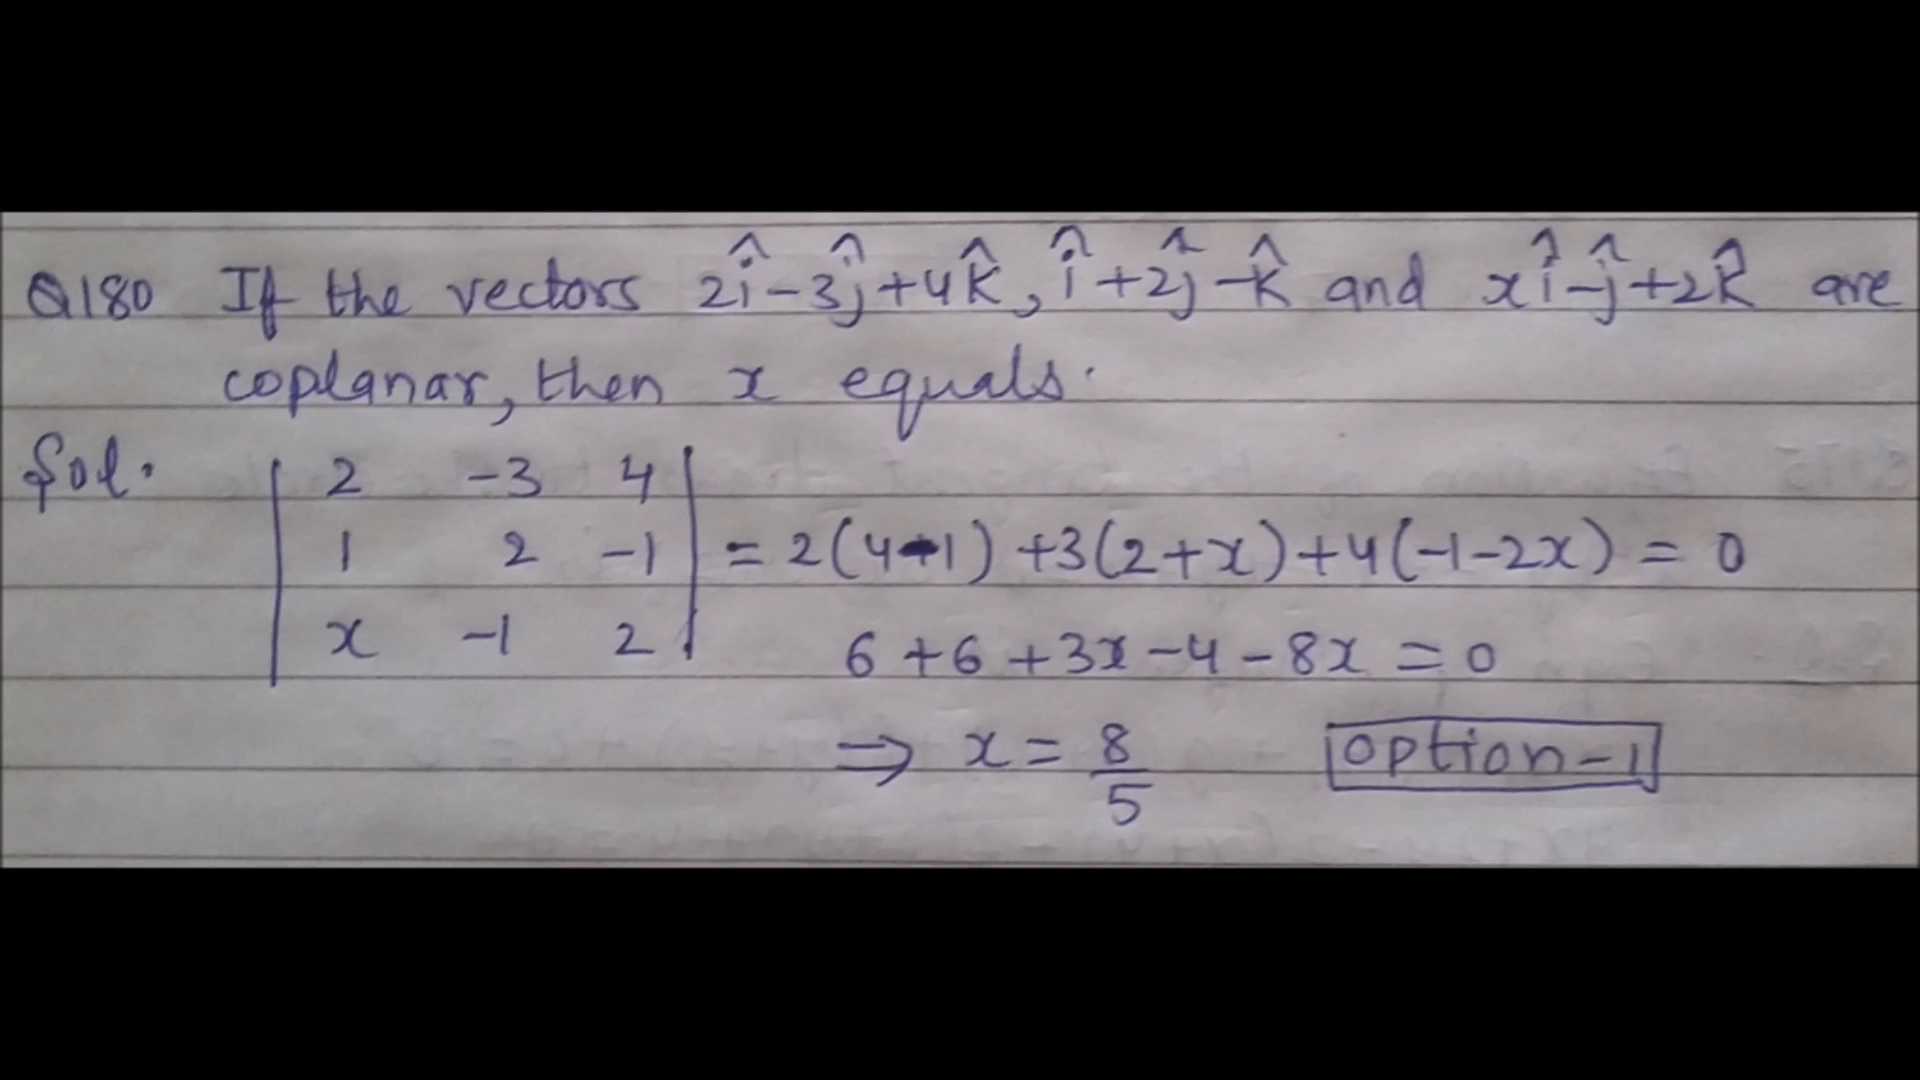 Q180 If the vectors 2î-3ĵ+4k̂, î+2ĵ-k̂ and xî-ĵ+2k̂ are
coplanar, then x equals.
Sol.
| 2 -3 4 |
| 1 2 -1 | = 2(4-1) +3(2+x)+4(-1-2x) = 0
| x -1 2 | 6+6+3x-4-8x = 0
⇒ x = 8/5 option-1